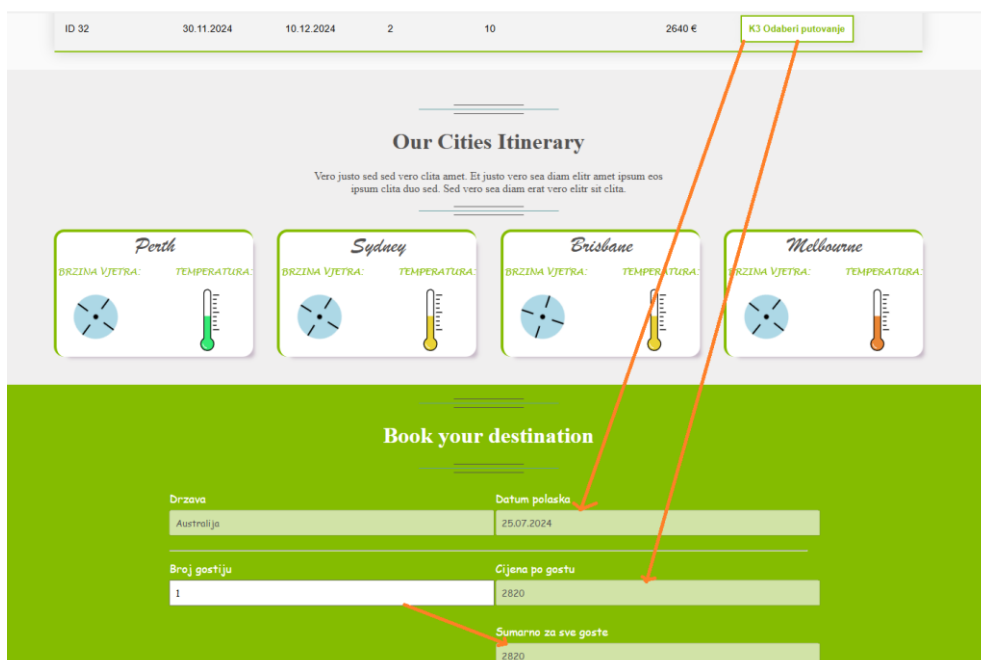 ID 32 30.11.2024 10.12.2024 2 10 2640 € K3 Odaberi putovanje
Our Cities Itinerary
Vero justo sed sed vero clita amet. Et justo vero sea diam elitr amet ipsum eos
ipsum clita duo sed. Sed vero sea diam erat vero elitr sit clita.
Perth Sydney Brisbane Melbourne
BRZINA VJETRA: TEMPERATURA: BRZINA VJETRA: TEMPERATURA: BRZINA VJETRA: TEMPERATURA: BRZINA VJETRA: TEMPERATURA:
Book your destination
Drzava Datum polaska
Australija 25.07.2024
Broj gostiju Cijena po gostu
1 2820
Sumarno za sve goste
2820